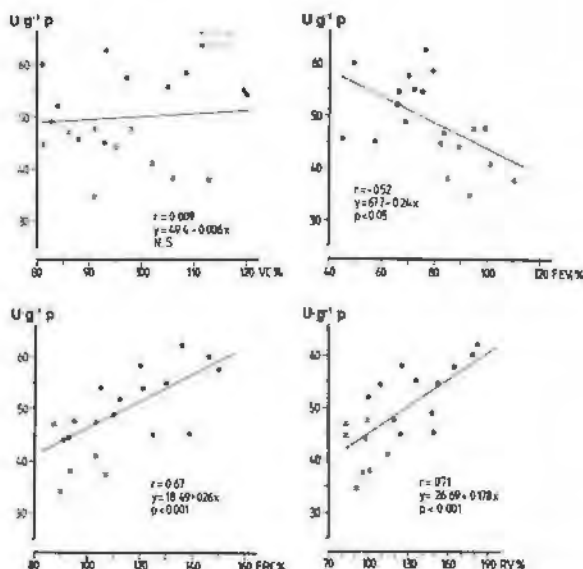 U·g⁻¹ p
60
50
40
30
80
100
120 VC,%
r = 0.009
y = 49.4 - 0.006x
N.S
U·g⁻¹ p
60
50
40
30
40
60
80
100
120
FEV,%
r = -0.52
y = 67.7 - 0.24x
p < 0.05
U·g⁻¹ p
60
50
40
30
80
100
120
140
160
FRC,%
r = 0.67
y = 18.49 + 0.26x
p < 0.001
U·g⁻¹ p
60
50
40
30
70
100
130
160
190 RV,%
r = 0.71
y = 26.69 + 0.178x
p < 0.001